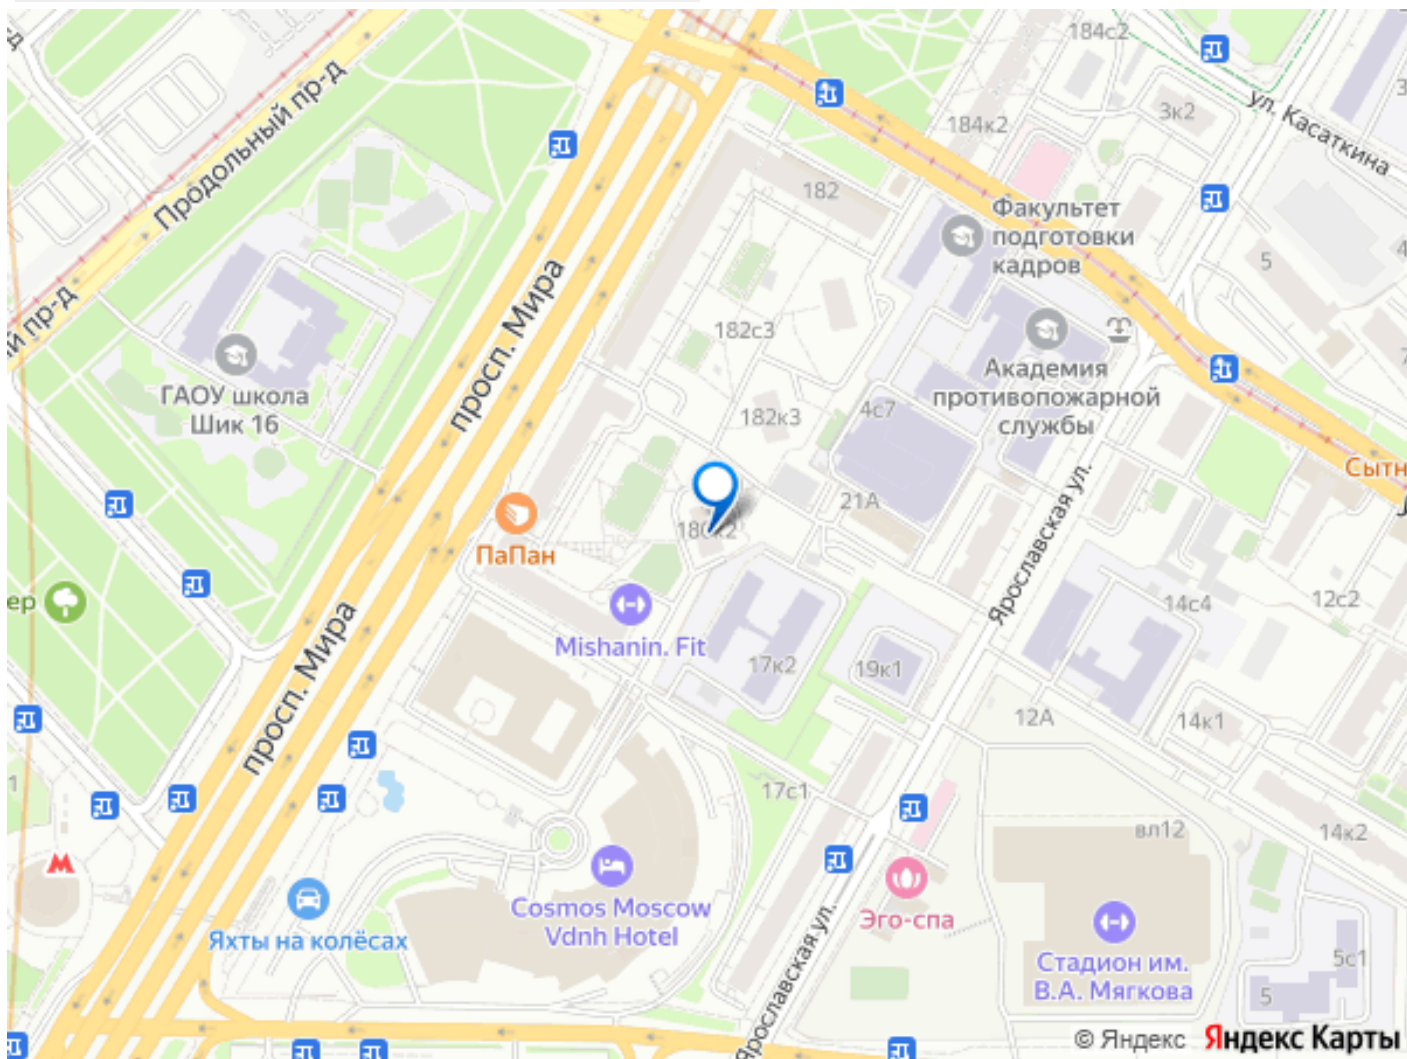 184с2
ул. Касаткина
3к2
184к2
Продольный пр-д
182
Факультет
подготовки
кадров
5
просп. Мира
182с3
ГАОУ школа
Шик 16
Академия
противопожарной
службы
182к3
4с7
Сытн
21А
180к2
ПаПан
Ярославская ул.
ер
14с4
12с2
Mishanin. Fit
17к2
19к1
просп. Мира
12А
14к1
17с1
вл12
14к2
Cosmos Moscow
Vdnh Hotel
Эго-спа
Яхты на колёсах
Ярославская ул.
Стадион им.
В.А. Мягкова
5с1
5
© Яндекс Яндекс Карты